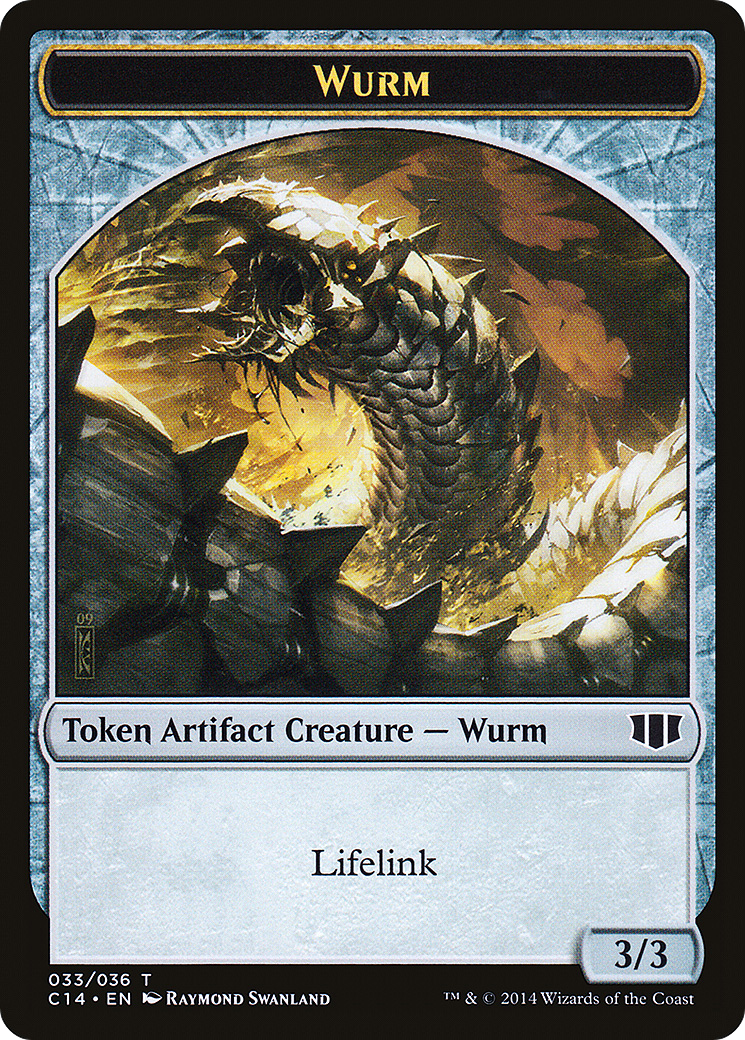 Wurm
09
Token Artifact Creature — Wurm
Lifelink
3/3
033/036 T
C14 • EN Raymond Swanland
™ & © 2014 Wizards of the Coast